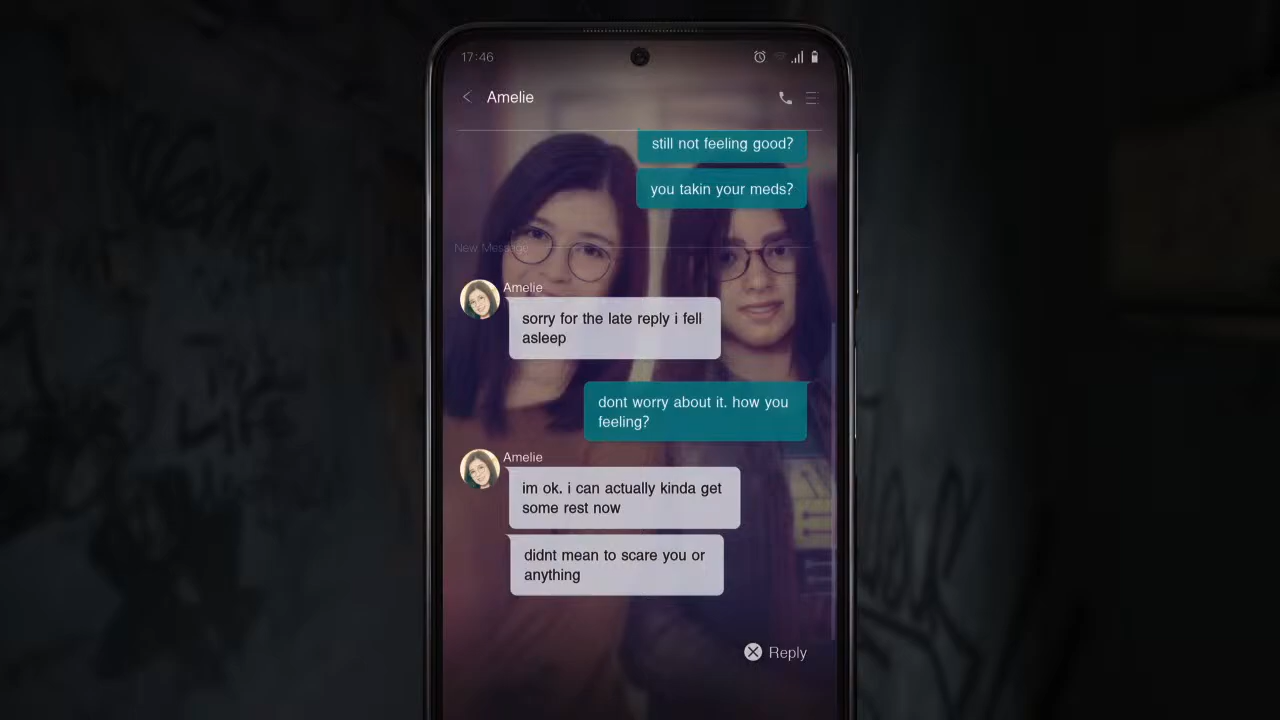 17:46
Amelie
still not feeling good?
you takin your meds?
New Message
Amelie
sorry for the late reply i fell
asleep
dont worry about it. how you
feeling?
Amelie
im ok. i can actually kinda get
some rest now
didnt mean to scare you or
anything
Reply